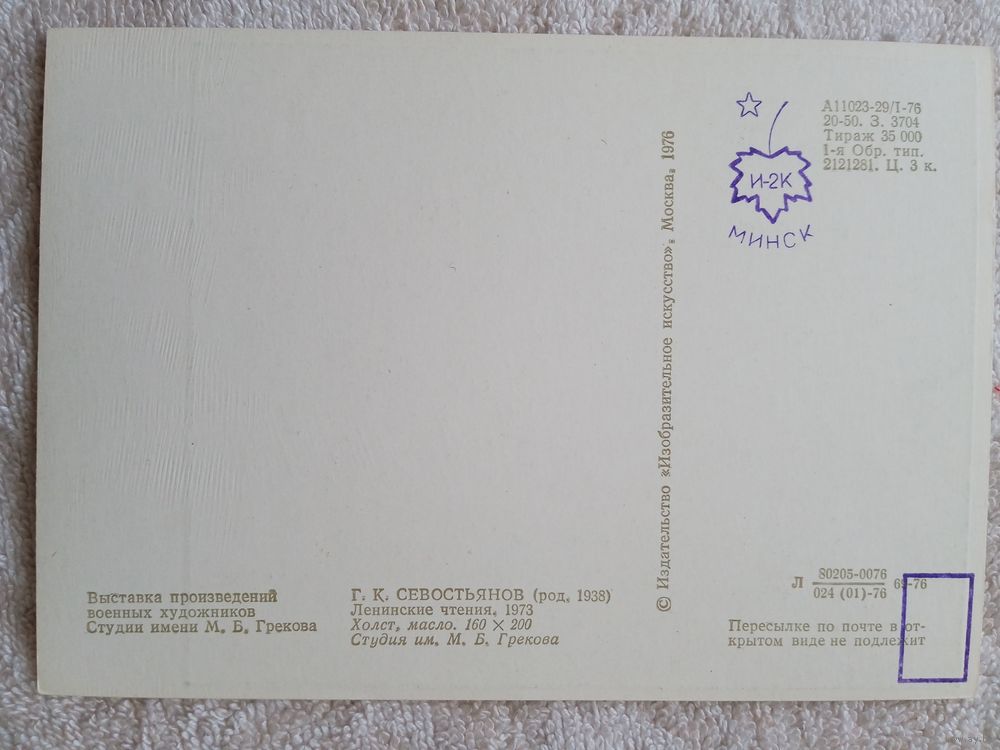 А11023-29/I-76
20-50. З. 3704
Тираж 35 000
1-я Обр. тип.
2121281. Ц. 3 к.
И-2К
МИНСК
© Издательство «Изобразительное искусство». Москва. 1976
Выставка произведений
военных художников
Студии имени М. Б. Грекова
Г. К. СЕВОСТЬЯНОВ (род. 1938)
Ленинские чтения. 1973
Холст, масло. 160 × 200
Студия им. М. Б. Грекова
Л 80205-0076
024 (01)-76
69-76
Пересылке по почте в от-
крытом виде не подлежит